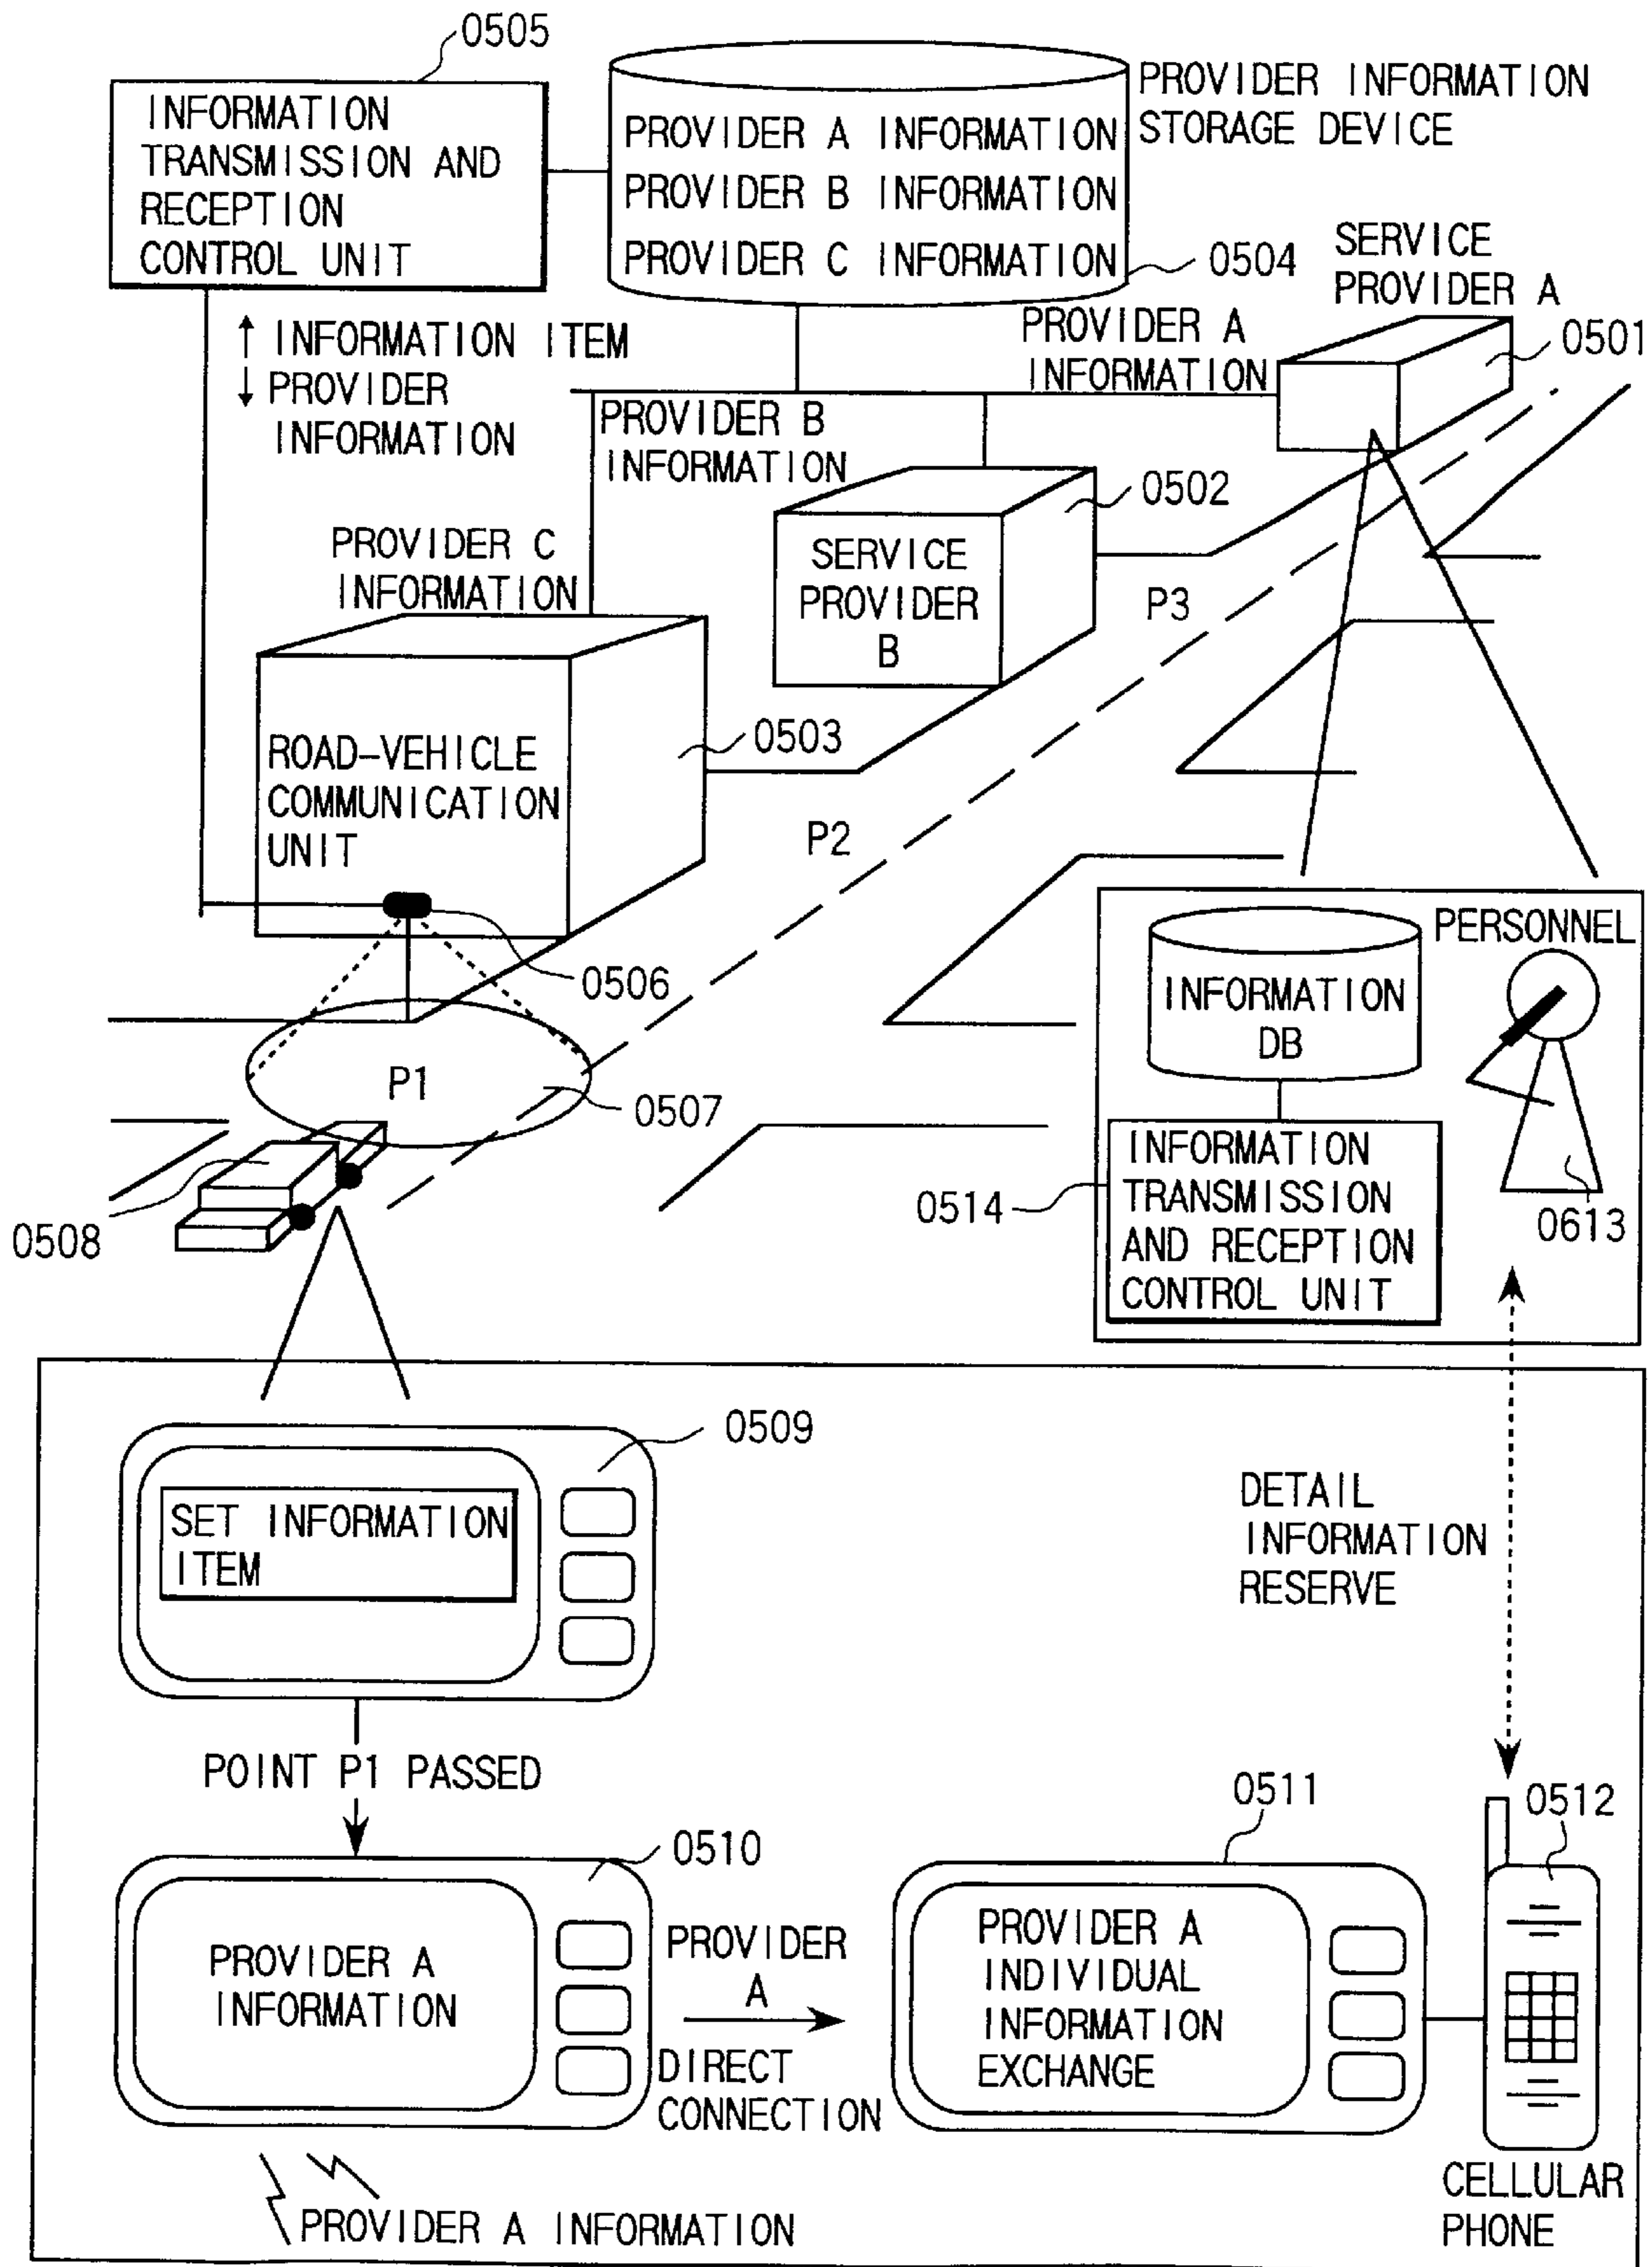 0505
INFORMATION
TRANSMISSION AND
RECEPTION
CONTROL UNIT
PROVIDER A INFORMATION
PROVIDER B INFORMATION
PROVIDER C INFORMATION
PROVIDER INFORMATION
STORAGE DEVICE
0504
SERVICE
PROVIDER A
0501
↑ INFORMATION ITEM
↓ PROVIDER
INFORMATION
PROVIDER A
INFORMATION
PROVIDER B
INFORMATION
0502
PROVIDER C
INFORMATION
SERVICE
PROVIDER
B
P3
0503
ROAD-VEHICLE
COMMUNICATION
UNIT
P2
0506
P1
0507
0508
PERSONNEL
INFORMATION
DB
INFORMATION
TRANSMISSION
AND RECEPTION
CONTROL UNIT
0514
0613
0509
SET INFORMATION
ITEM
DETAIL
INFORMATION
RESERVE
POINT P1 PASSED
0510
PROVIDER A
INFORMATION
PROVIDER
A
DIRECT
CONNECTION
0511
PROVIDER A
INDIVIDUAL
INFORMATION
EXCHANGE
0512
CELLULAR
PHONE
PROVIDER A INFORMATION